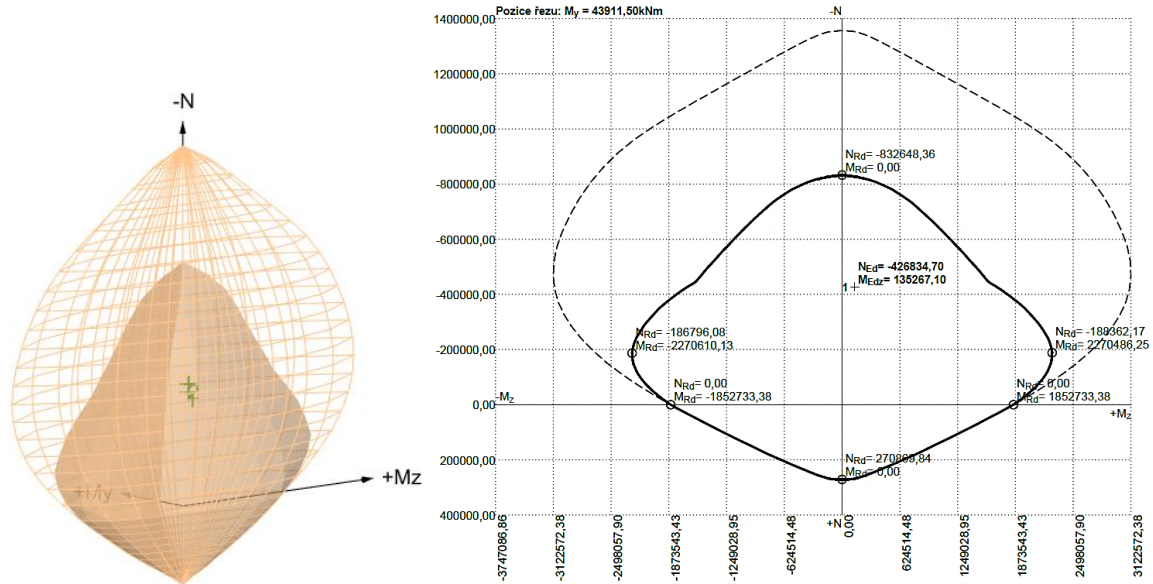 -N
+My
+Mz
Pozice řezu: My = 43911,50kNm
-N
1400000,00
1200000,00
1000000,00
-800000,00
-600000,00
-400000,00
-200000,00
0,00
200000,00
400000,00
NRd= -832648,36
MRd= 0,00
NEd= -426834,70
MEdz= 135267,10
1
NRd= -186796,08
MRd= -2270610,13
NRd= -189362,17
MRd= 2270486,25
NRd= 0,00
MRd= -1852733,38
NRd= 0,00
MRd= 1852733,38
-Mz
+Mz
NRd= 270869,84
MRd= 0,00
+N
-3747086,86
-3122572,38
-2498057,90
-1873543,43
-1249028,95
-624514,48
0,00
624514,48
1249028,95
1873543,43
2498057,90
3122572,38